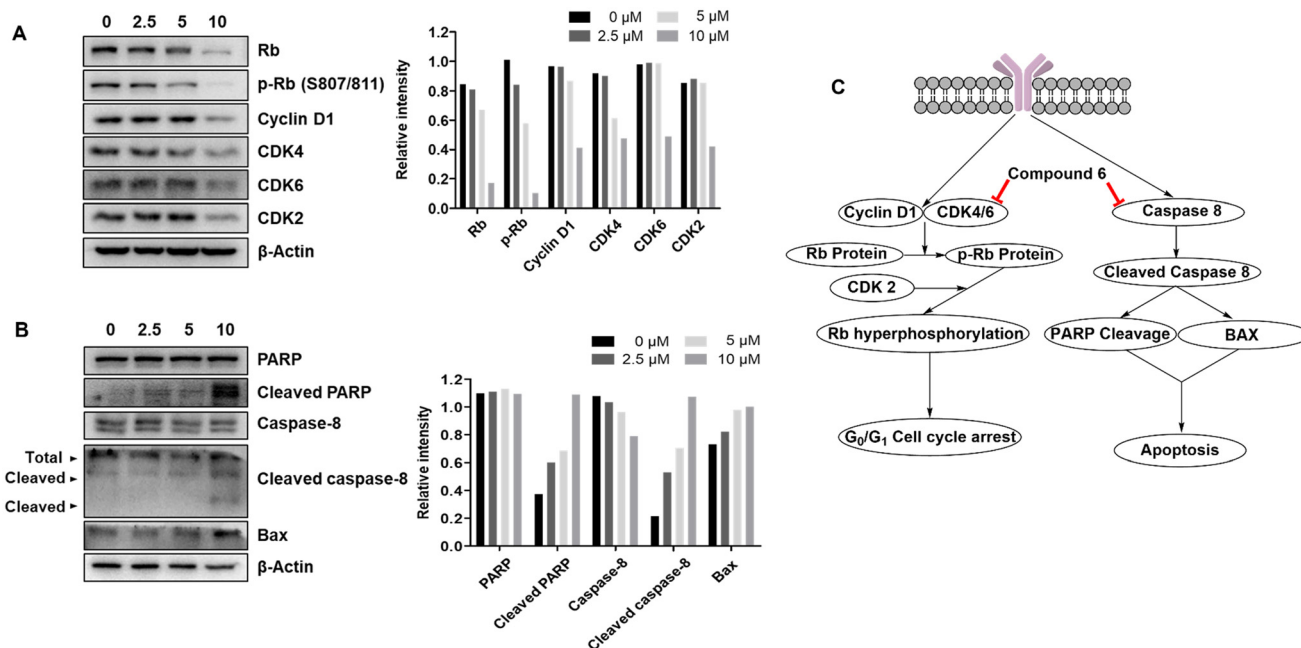 A
0 2.5 5 10
Rb
p-Rb (S807/811)
Cyclin D1
CDK4
CDK6
CDK2
β-Actin
0 μM 5 μM
2.5 μM 10 μM
Relative intensity
1.2
1.0
0.8
0.6
0.4
0.2
0.0
Rb p-Rb Cyclin D1 CDK4 CDK6 CDK2
B
0 2.5 5 10
PARP
Cleaved PARP
Caspase-8
Total
Cleaved
Cleaved
Cleaved caspase-8
Bax
β-Actin
0 μM 5 μM
2.5 μM 10 μM
Relative intensity
1.2
1.0
0.8
0.6
0.4
0.2
0.0
PARP Cleaved PARP Caspase-8 Cleaved caspase-8 Bax
C
Compound 6
Cyclin D1 CDK4/6 Caspase 8
Rb Protein p-Rb Protein Cleaved Caspase 8
CDK 2
Rb hyperphosphorylation PARP Cleavage BAX
G₀/G₁ Cell cycle arrest Apoptosis